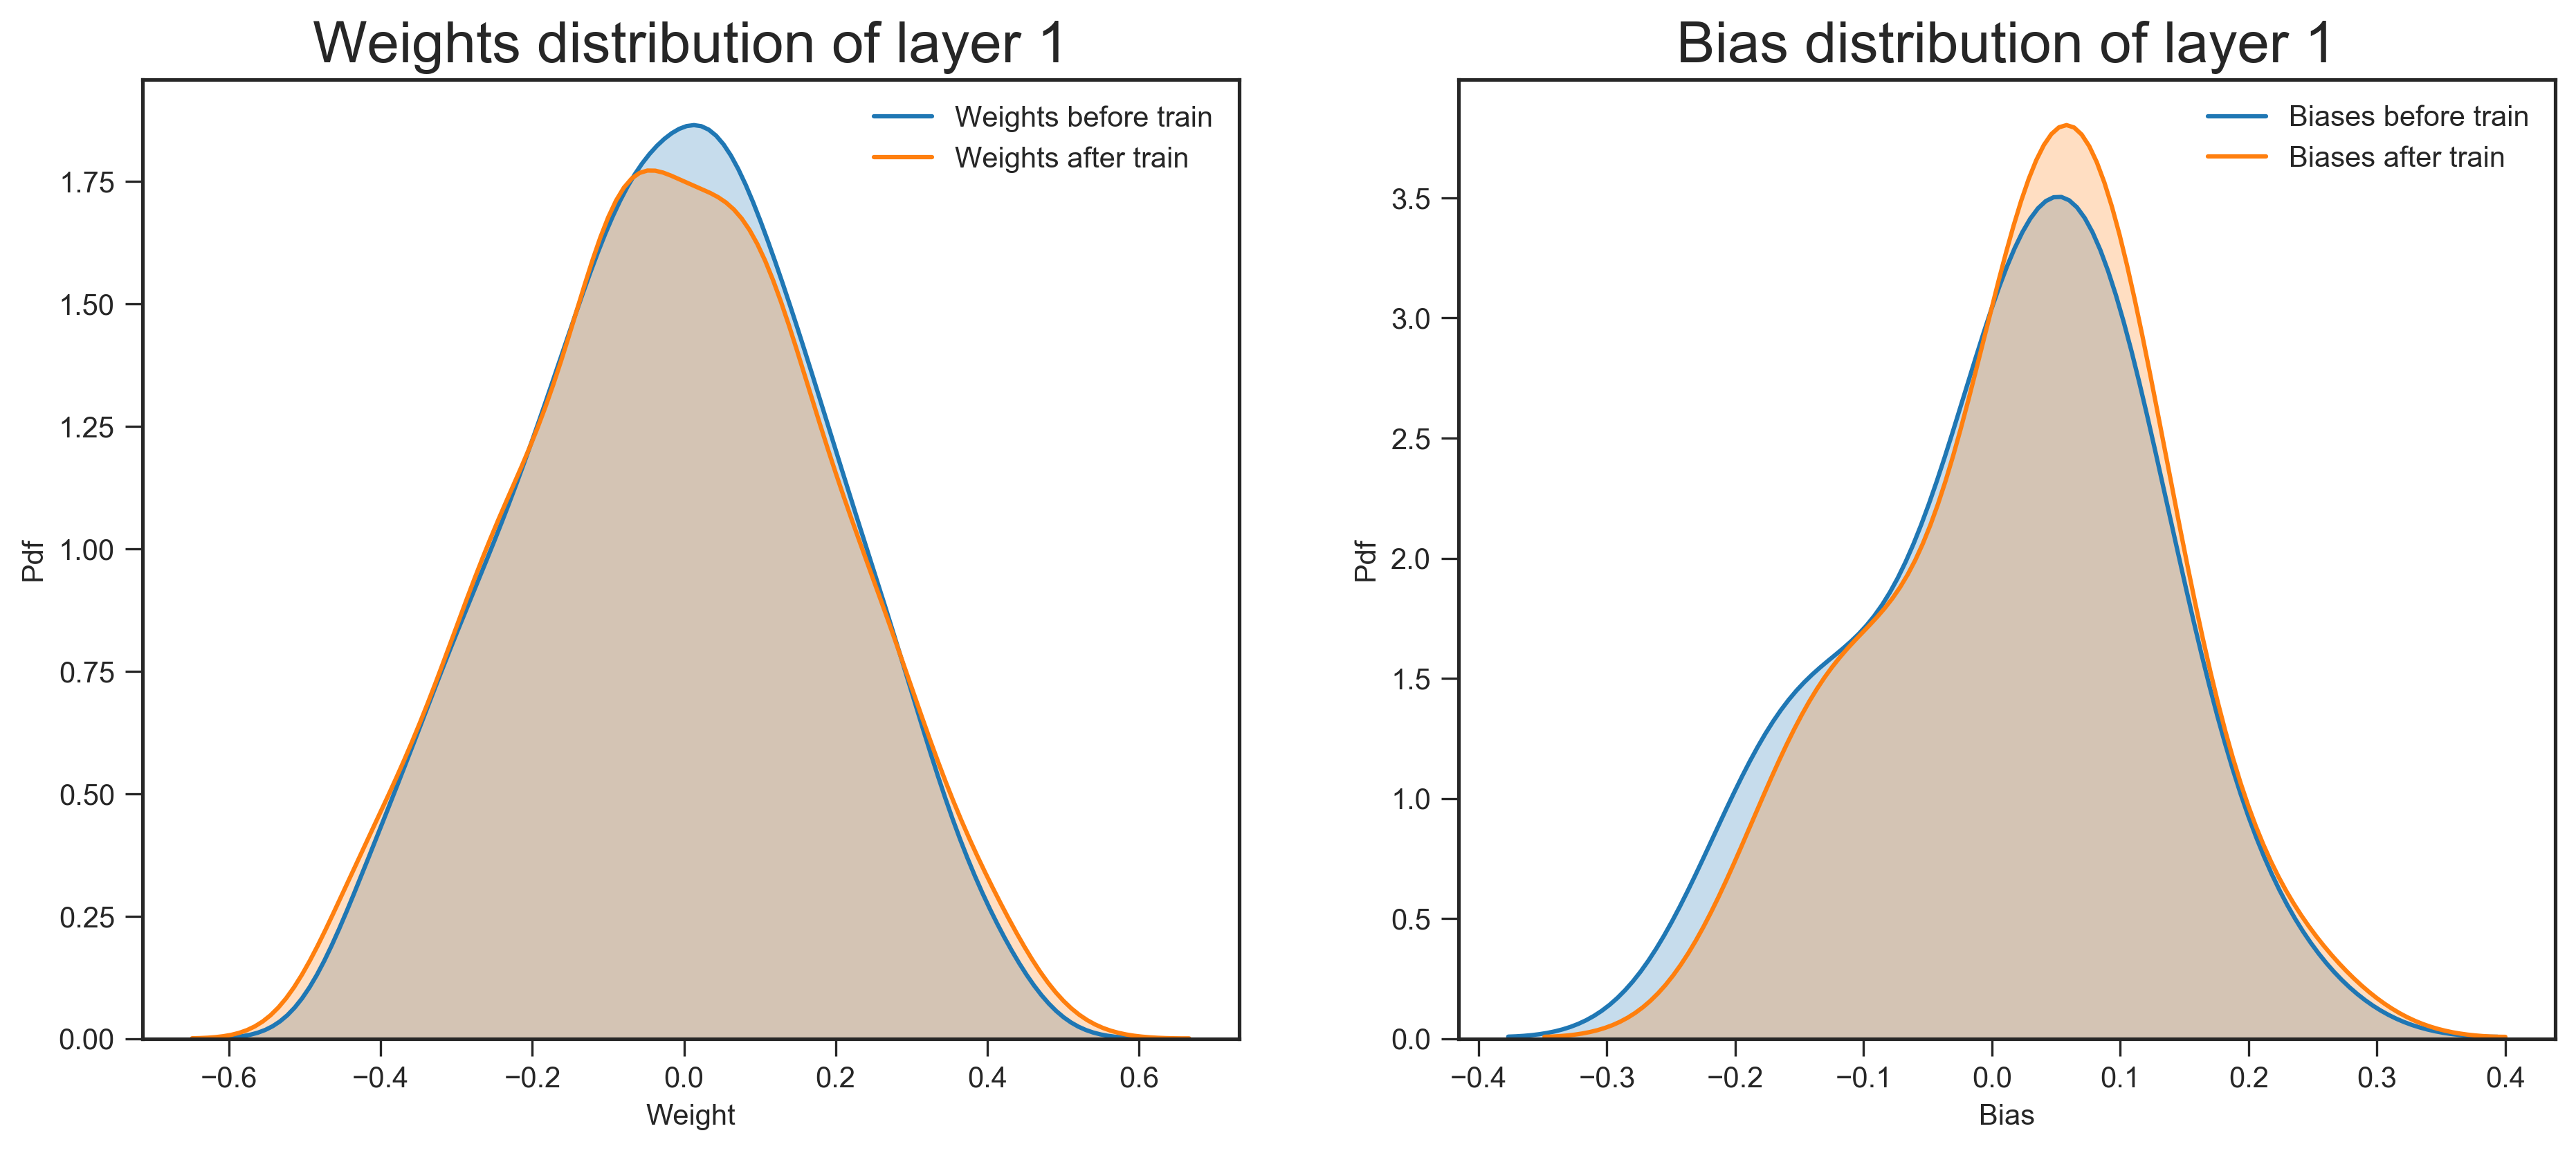 Weights distribution of layer 1
Weights before train
Weights after train
1.75
1.50
1.25
1.00
0.75
0.50
0.25
0.00
Pdf
−0.6 −0.4 −0.2 0.0 0.2 0.4 0.6
Weight
Bias distribution of layer 1
Biases before train
Biases after train
3.5
3.0
2.5
2.0
1.5
1.0
0.5
0.0
Pdf
−0.4 −0.3 −0.2 −0.1 0.0 0.1 0.2 0.3 0.4
Bias